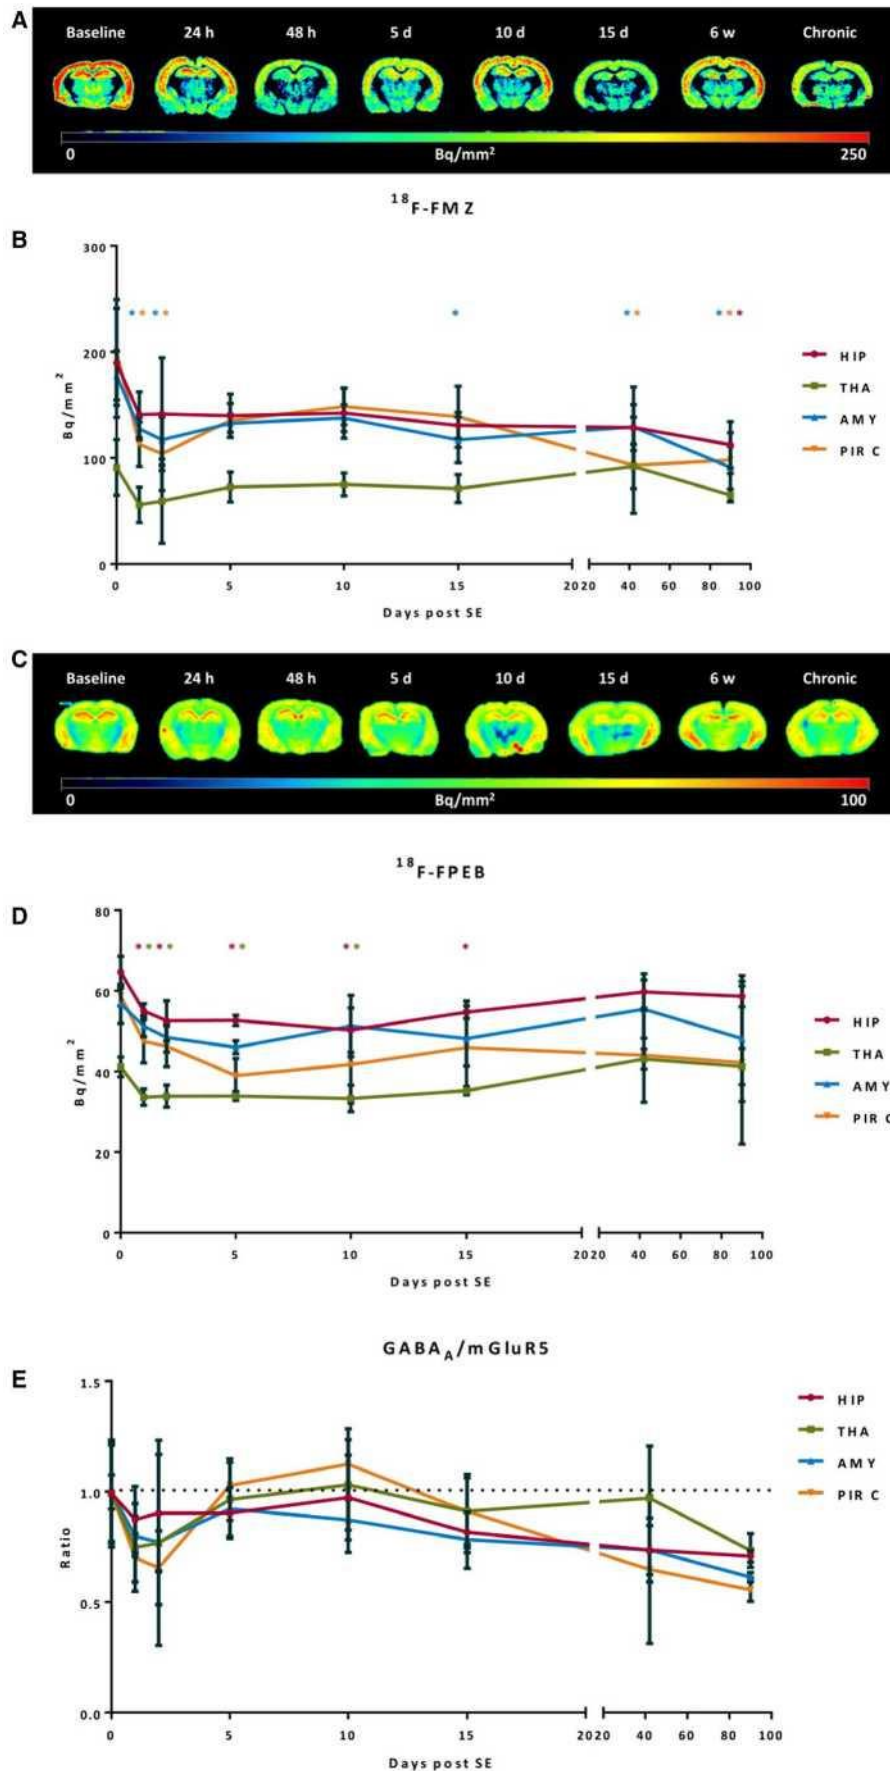 A
Baseline 24 h 48 h 5 d 10 d 15 d 6 w Chronic
0 Bq/mm² 250
¹⁸F-FMZ
B
300
200
100
0
Bq/mm²
* * * * * * * * * *
0 5 10 15 20 20 40 60 80 100
Days post SE
HIP
THA
AMY
PIR C
C
Baseline 24 h 48 h 5 d 10 d 15 d 6 w Chronic
0 Bq/mm² 100
¹⁸F-FPEB
D
80
60
40
20
0
Bq/mm²
* * * * * * * * *
0 5 10 15 20 20 40 60 80 100
Days post SE
HIP
THA
AMY
PIR C
GABA_A/mGluR5
E
1.5
1.0
0.5
0.0
Ratio
0 5 10 15 20 20 40 60 80 100
Days post SE
HIP
THA
AMY
PIR C